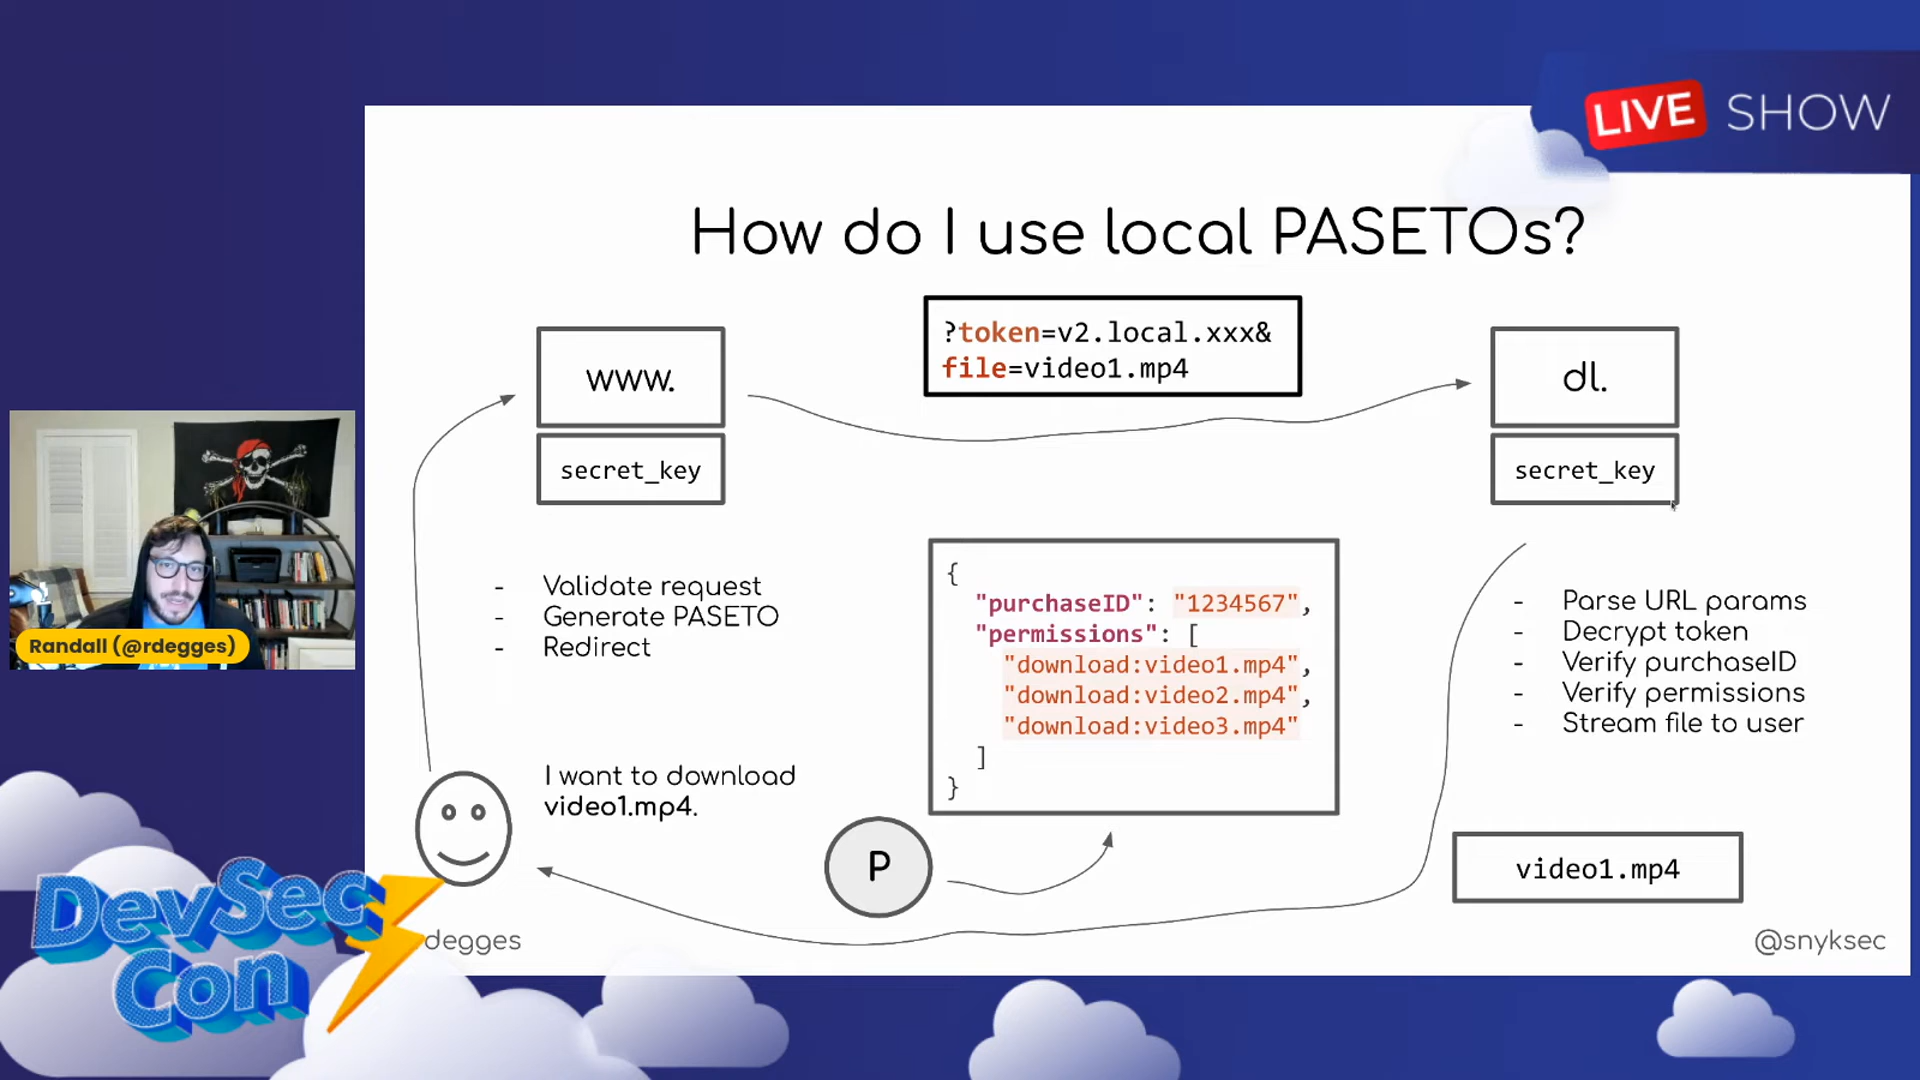 LIVE SHOW
How do I use local PASETOs?
?token=v2.local.xxx&
file=video1.mp4
www.
secret_key
dl.
secret_key
- Validate request
- Generate PASETO
- Redirect
{
"purchaseID": "1234567",
"permissions": [
"download:video1.mp4",
"download:video2.mp4",
"download:video3.mp4"
]
}
- Parse URL params
- Decrypt token
- Verify purchaseID
- Verify permissions
- Stream file to user
Randall (@rdegges)
I want to download
video1.mp4.
P
video1.mp4
degges
@snyksec
DevSec
Con